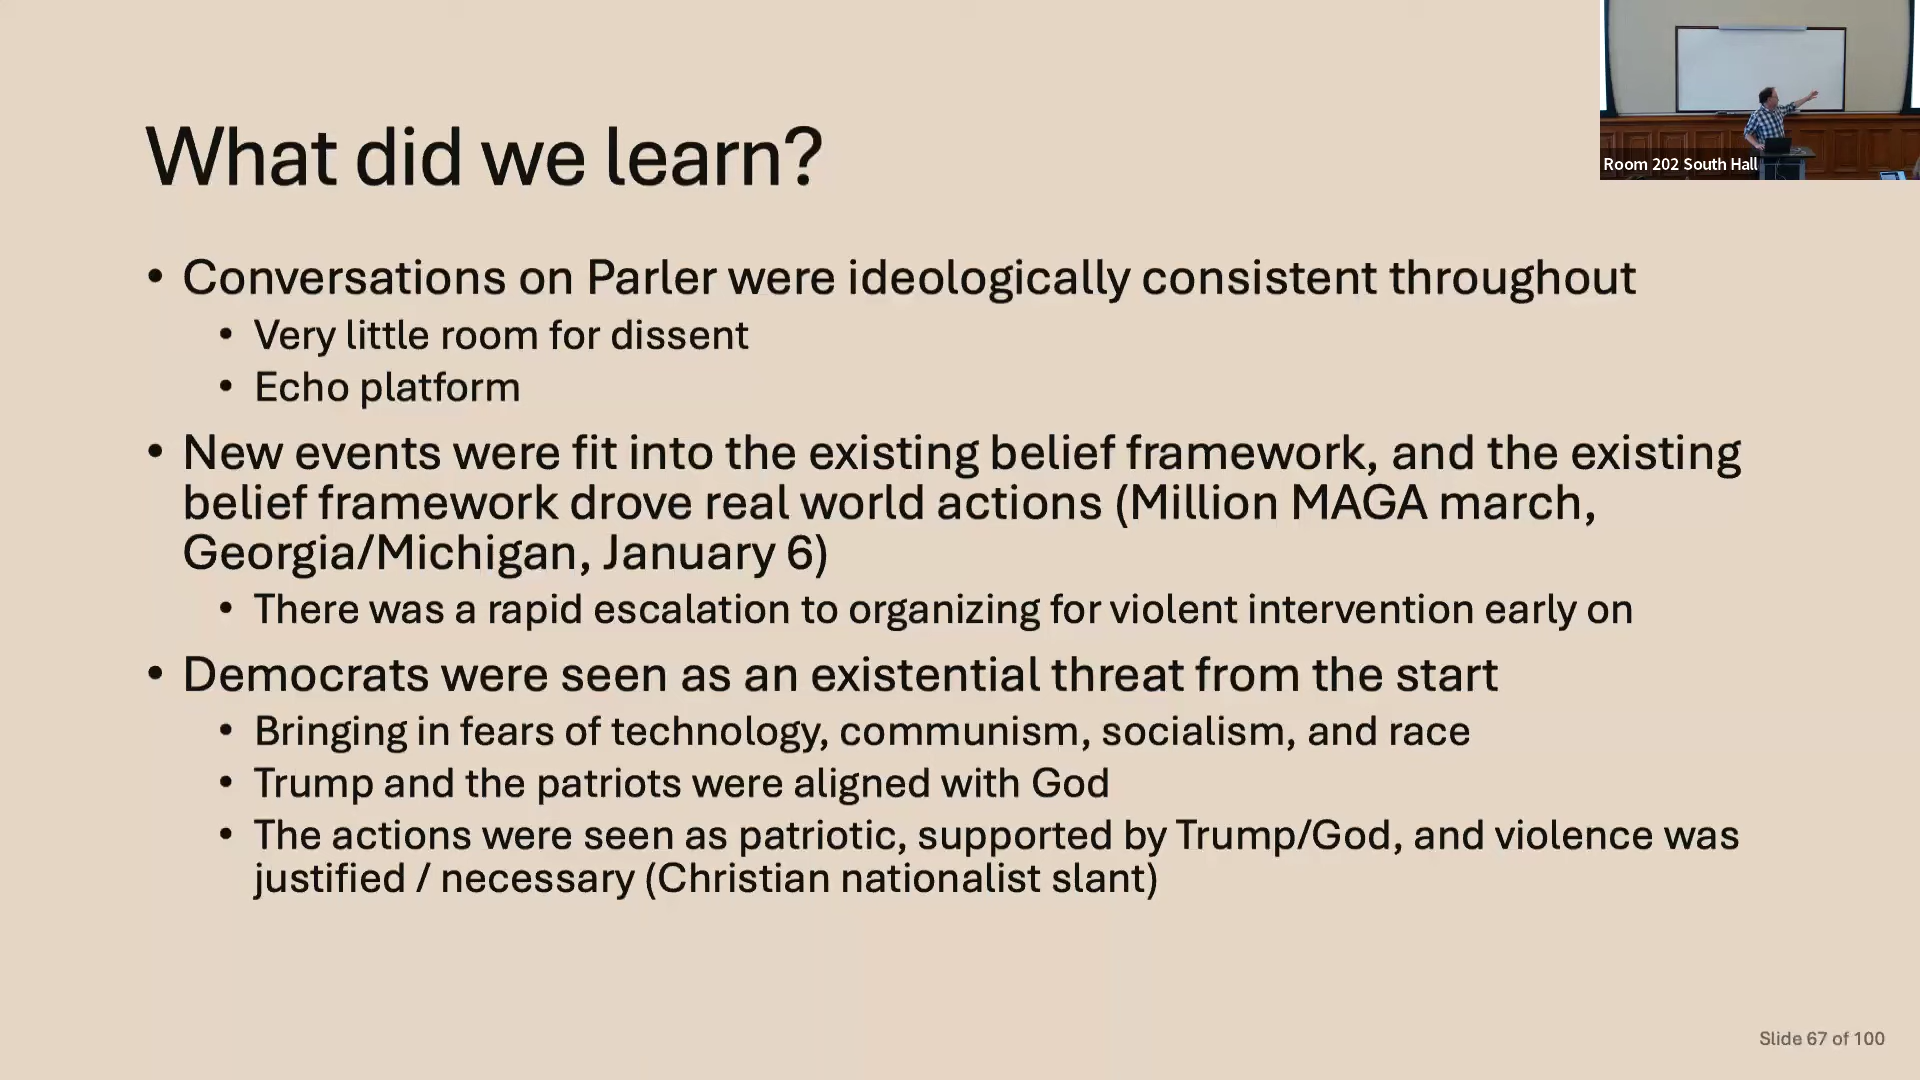 What did we learn?
Room 202 South Hall
• Conversations on Parler were ideologically consistent throughout
• Very little room for dissent
• Echo platform
• New events were fit into the existing belief framework, and the existing
belief framework drove real world actions (Million MAGA march,
Georgia/Michigan, January 6)
• There was a rapid escalation to organizing for violent intervention early on
• Democrats were seen as an existential threat from the start
• Bringing in fears of technology, communism, socialism, and race
• Trump and the patriots were aligned with God
• The actions were seen as patriotic, supported by Trump/God, and violence was
justified / necessary (Christian nationalist slant)
Slide 67 of 100